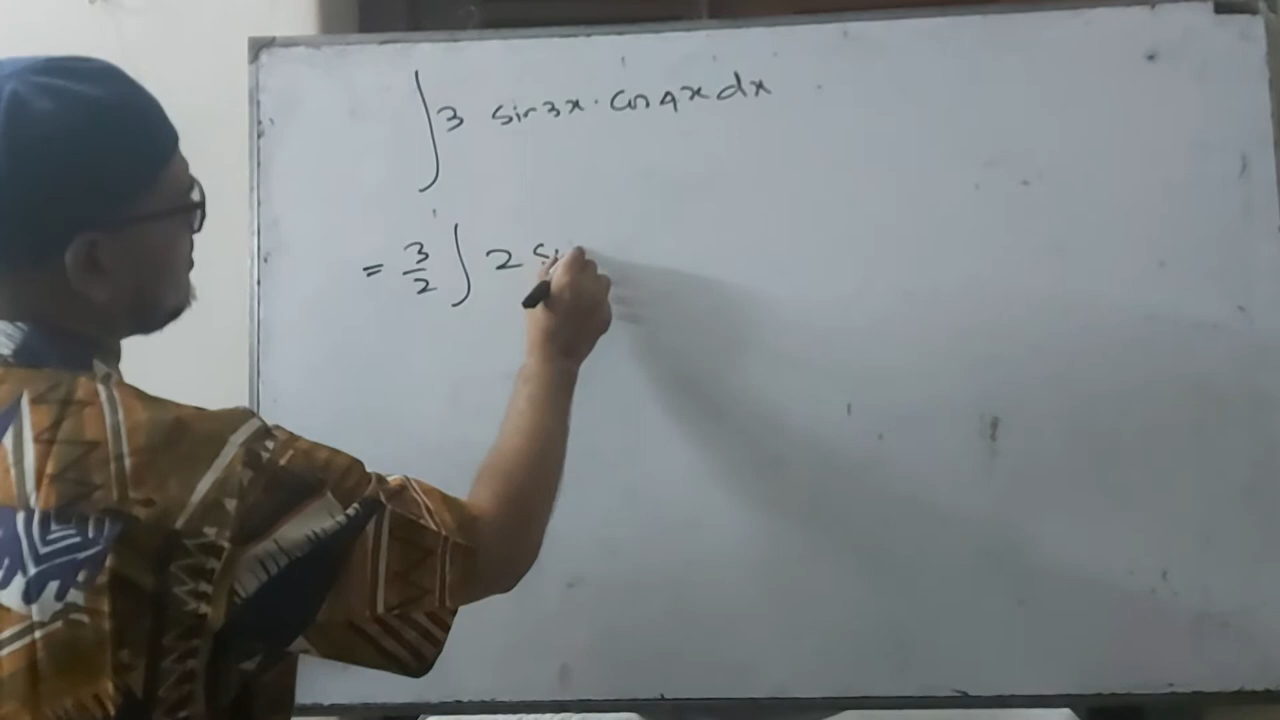 ∫ 3 sin3x · cos4x dx
= 3/2 ∫ 2 s